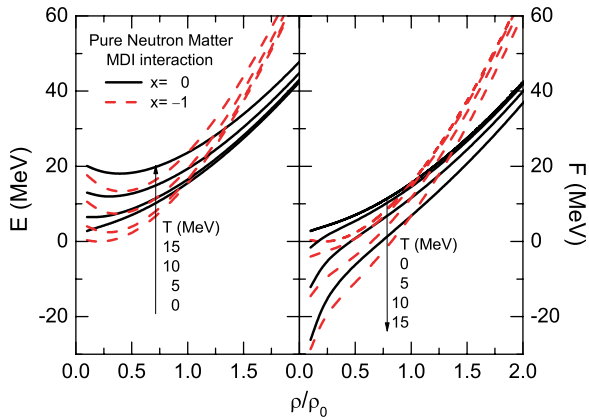 60
40
20
0
-20
E (MeV)
Pure Neutron Matter
MDI interaction
x= 0
x= −1
T (MeV)
15
10
5
0
T (MeV)
0
5
10
15
60
40
20
0
-20
F (MeV)
0.0 0.5 1.0 1.5 2.0
0.0 0.5 1.0 1.5 2.0
ρ/ρ0